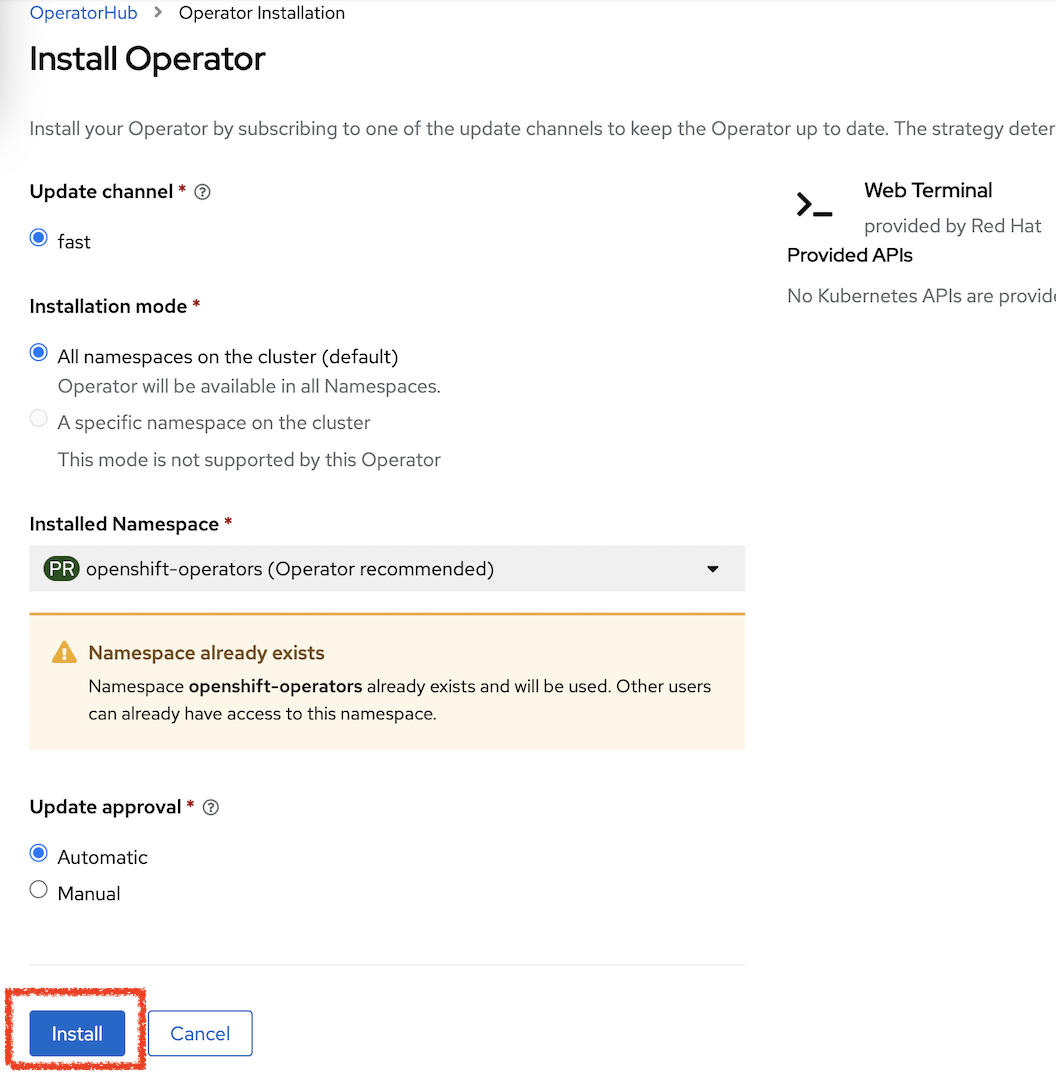 OperatorHub > Operator Installation
Install Operator
Install your Operator by subscribing to one of the update channels to keep the Operator up to date. The strategy deter
Update channel *
fast
Installation mode *
All namespaces on the cluster (default)
Operator will be available in all Namespaces.
A specific namespace on the cluster
This mode is not supported by this Operator
Installed Namespace *
PR openshift-operators (Operator recommended)
Namespace already exists
Namespace openshift-operators already exists and will be used. Other users
can already have access to this namespace.
Update approval *
Automatic
Manual
Install Cancel
Web Terminal
provided by Red Hat
Provided APIs
No Kubernetes APIs are provide